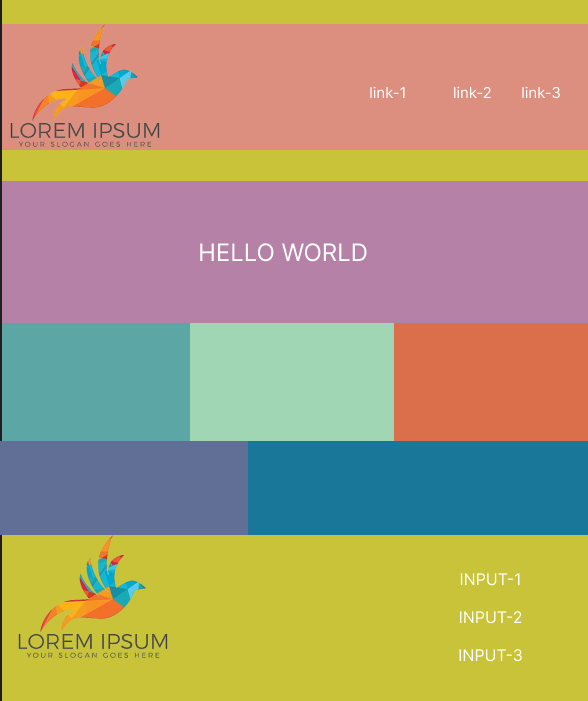 LOREM IPSUM
YOUR SLOGAN GOES HERE
link-1 link-2 link-3
HELLO WORLD
LOREM IPSUM
YOUR SLOGAN GOES HERE
INPUT-1
INPUT-2
INPUT-3